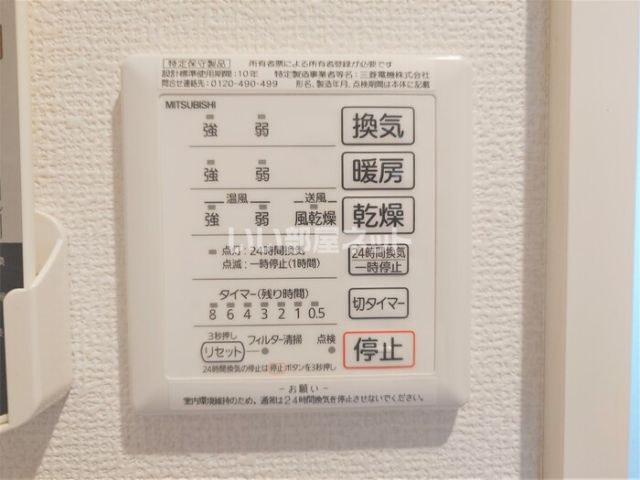 特定保守製品 所有者票による所有者登録が必要です
設計標準使用期間:10年 特定製造事業者等名:三菱電機株式会社
問合せ連絡先:0120-490-499 形名、製造年月、点検期間は本体に記載
MITSUBISHI
強 弱 換気
強 弱 暖房
温風 送風
強 弱 風乾燥 乾燥
いい部屋ネット
点灯:24時間換気
点滅:一時停止(1時間)
24時間換気
一時停止
タイマー(残り時間)
8 6 4 3 2 1 0.5
切タイマー
3秒押し
リセット フィルター清掃 点検
停止
24時間換気の停止は停止ボタンを3秒押し
-お願い-
室内環境維持のため、通常は24時間換気を停止させないでください。